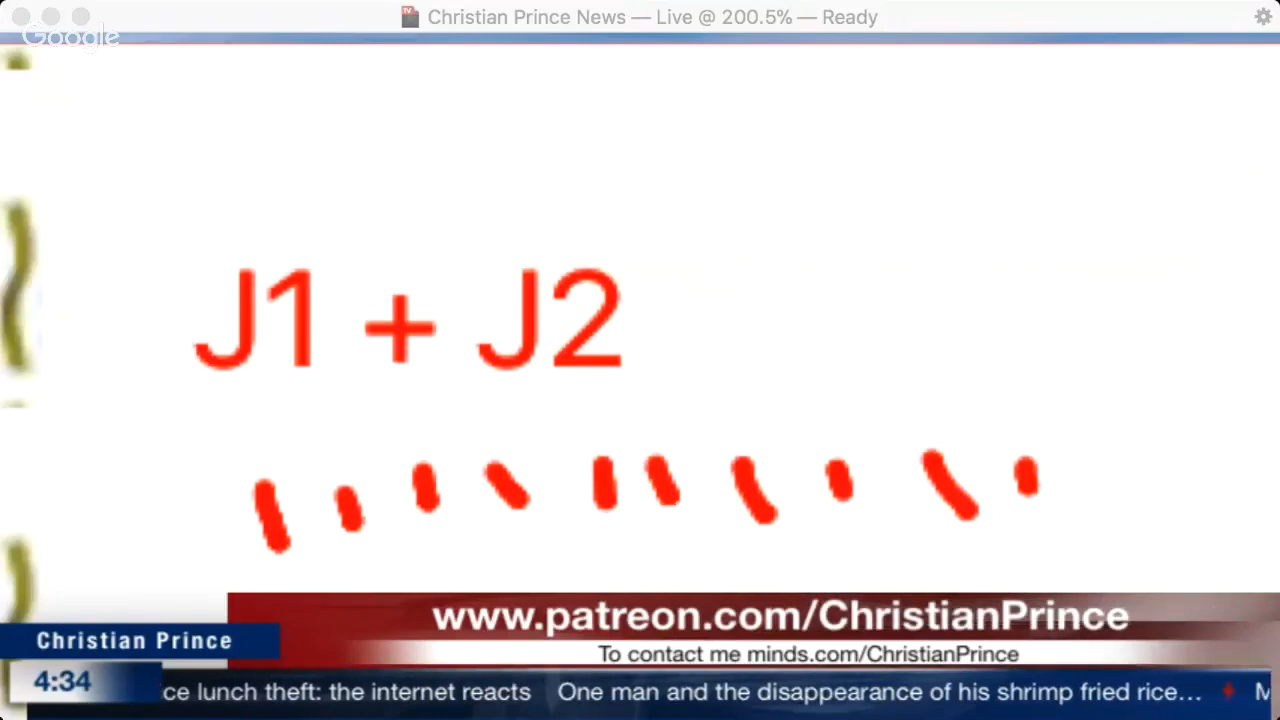 Christian Prince News — Live @ 200.5% — Ready
Google
J1 + J2
www.patreon.com/ChristianPrince
Christian Prince
To contact me minds.com/ChristianPrince
4:34
ce lunch theft: the internet reacts One man and the disappearance of his shrimp fried rice... M